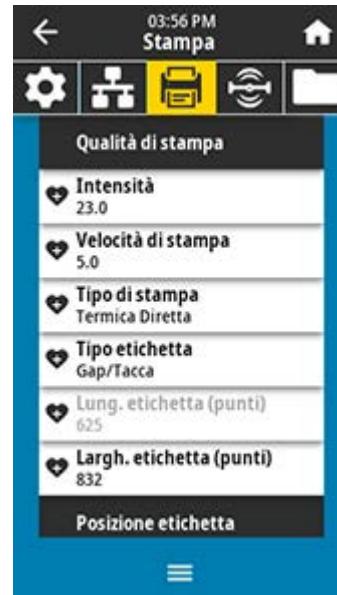 03:56 PM
Stampa
Qualità di stampa
Intensità
23.0
Velocità di stampa
5.0
Tipo di stampa
Termica Diretta
Tipo etichetta
Gap/Tacca
Lung. etichetta (punti)
625
Largh. etichetta (punti)
832
Posizione etichetta